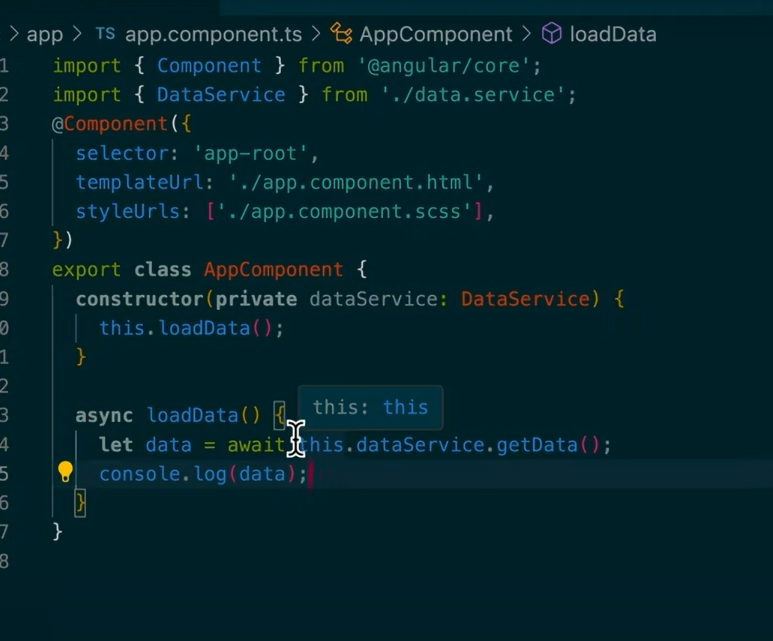 > app > TS app.component.ts > AppComponent > loadData
1 import { Component } from '@angular/core';
2 import { DataService } from './data.service';
3 @Component({
4 selector: 'app-root',
5 templateUrl: './app.component.html',
6 styleUrls: ['./app.component.scss'],
7 })
8 export class AppComponent {
9 constructor(private dataService: DataService) {
0 this.loadData();
1 }
2
3 async loadData() {
this: this
4 let data = await this.dataService.getData();
5 console.log(data);
6 }
7 }
8